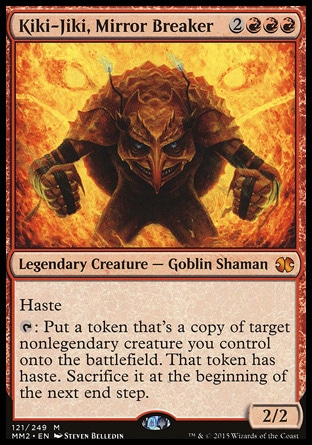 Kiki-Jiki, Mirror Breaker 2
Legendary Creature — Goblin Shaman
Haste
: Put a token that's a copy of target
nonlegendary creature you control
onto the battlefield. That token has
haste. Sacrifice it at the beginning of
the next end step.
2/2
121/249 M
MM2 • EN Steven Belledin ™ & © 2015 Wizards of the Coast